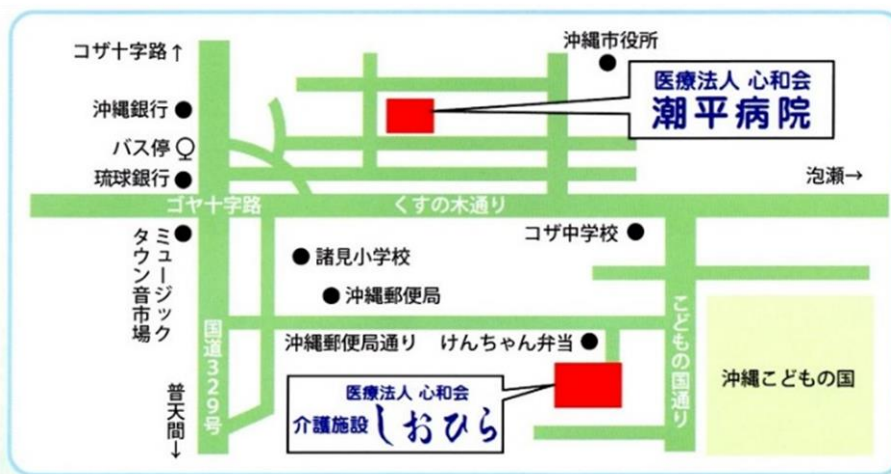 コザ十字路↑
沖縄市役所
医療法人 心和会
潮平病院
沖縄銀行
バス停
琉球銀行
泡瀬→
ゴヤ十字路
くすの木通り
ミュージック
タウン音市場
コザ中学校
諸見小学校
沖縄郵便局
国道329号
こどもの国通り
沖縄郵便局通り
けんちゃん弁当
沖縄こどもの国
医療法人 心和会
介護施設 しおひら
普天間↓